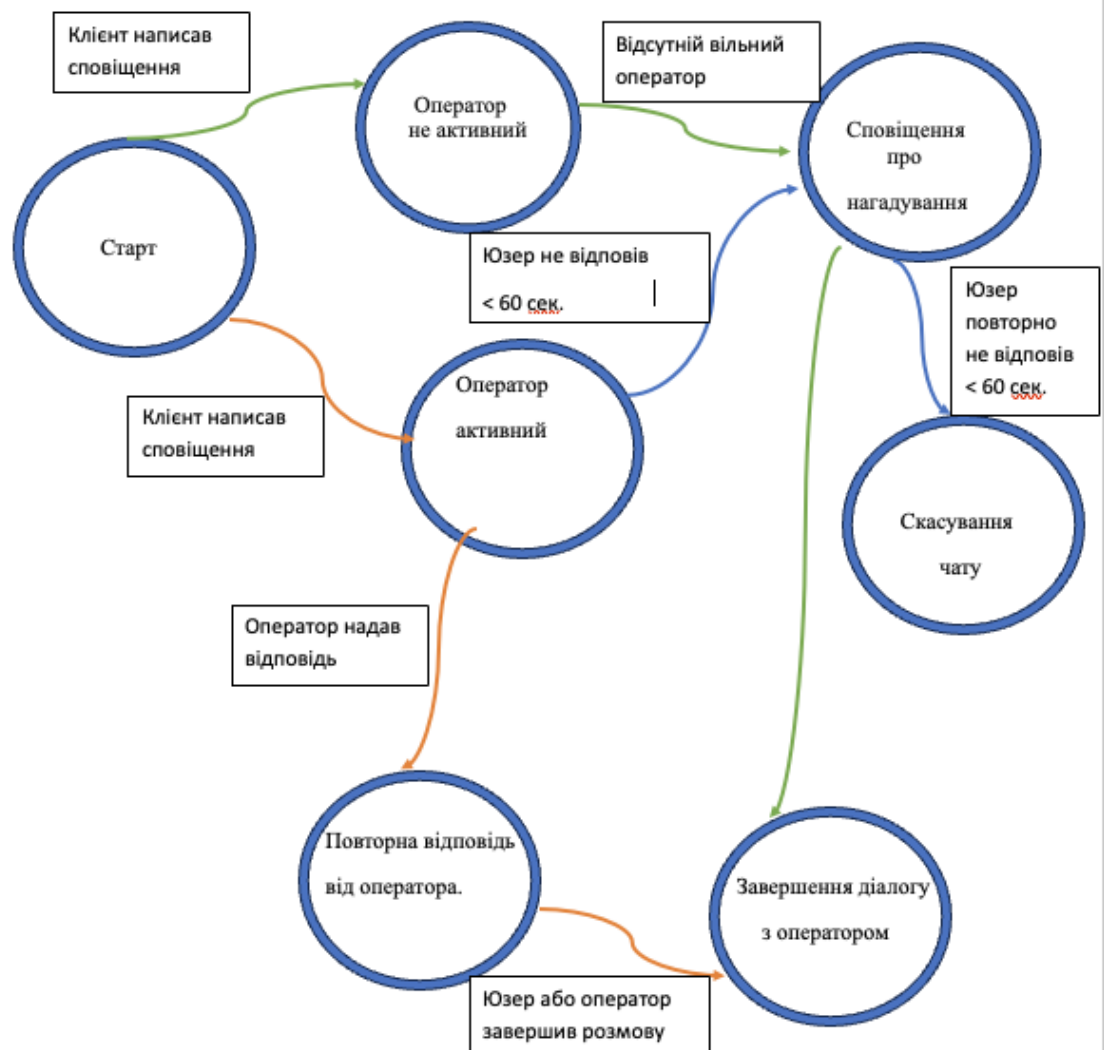 Клієнт написав
сповіщення
Відсутній вільний
оператор
Оператор
не активний
Сповіщення
про
нагадування
Старт
Юзер не відповів
< 60 сек.
Юзер
повторно
не відповів
< 60 сек.
Клієнт написав
сповіщення
Оператор
активний
Скасування
чату
Оператор надав
відповідь
Повторна відповідь
від оператора.
Завершення діалогу
з оператором
Юзер або оператор
завершив розмову